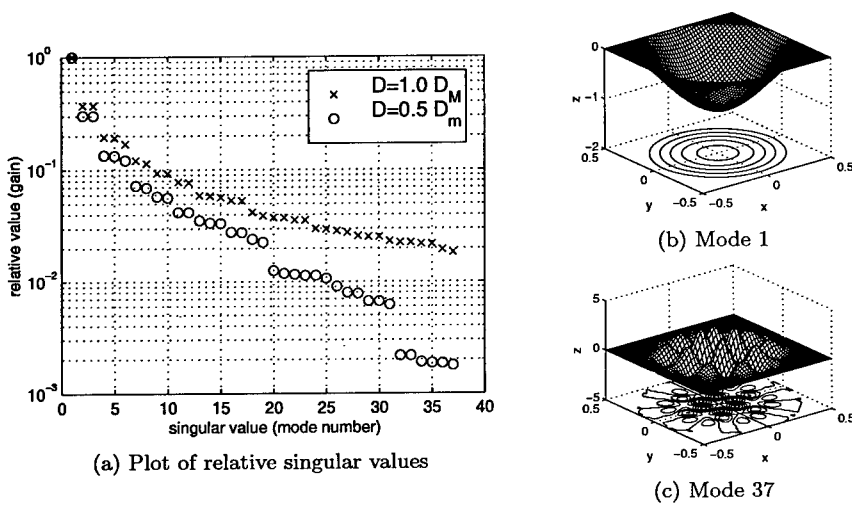 10^0
10^-1
10^-2
10^-3
relative value (gain)
0 5 10 15 20 25 30 35 40
singular value (mode number)
× D=1.0 D_M
o D=0.5 D_m
(a) Plot of relative singular values
0
-1
-2
z
0.5
0
-0.5
y
-0.5
0
0.5
x
(b) Mode 1
5
0
-5
z
0.5
0
-0.5
y
-0.5
0
0.5
x
(c) Mode 37